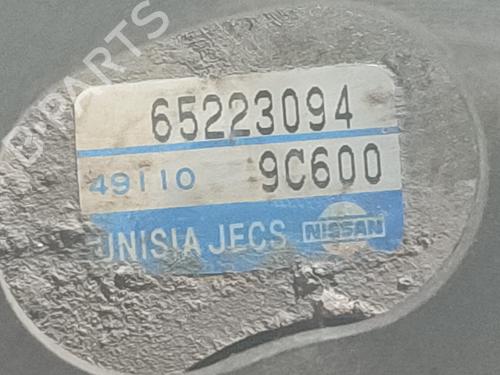 B-PARTS
65223094
49110 9C600
UNISIA JECS NISSAN